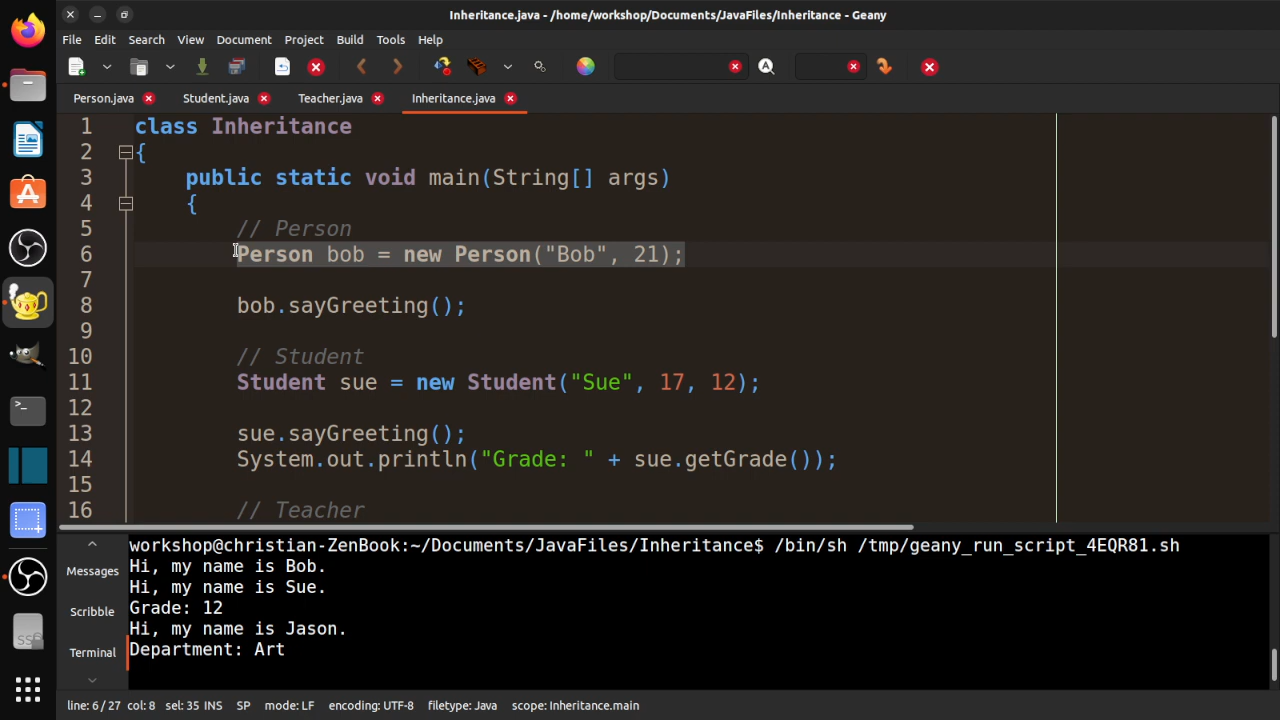 Inheritance.java - /home/workshop/Documents/JavaFiles/Inheritance - Geany
File Edit Search View Document Project Build Tools Help
Person.java Student.java Teacher.java Inheritance.java
1 class Inheritance
2 {
3 public static void main(String[] args)
4 {
5 // Person
6 Person bob = new Person("Bob", 21);
7
8 bob.sayGreeting();
9
10 // Student
11 Student sue = new Student("Sue", 17, 12);
12
13 sue.sayGreeting();
14 System.out.println("Grade: " + sue.getGrade());
15
16 // Teacher
Messages
Scribble
Terminal
workshop@christian-ZenBook:~/Documents/JavaFiles/Inheritance$ /bin/sh /tmp/geany_run_script_4EQR81.sh
Hi, my name is Bob.
Hi, my name is Sue.
Grade: 12
Hi, my name is Jason.
Department: Art
line: 6 / 27 col: 8 sel: 35 INS SP mode: LF encoding: UTF-8 filetype: Java scope: Inheritance.main